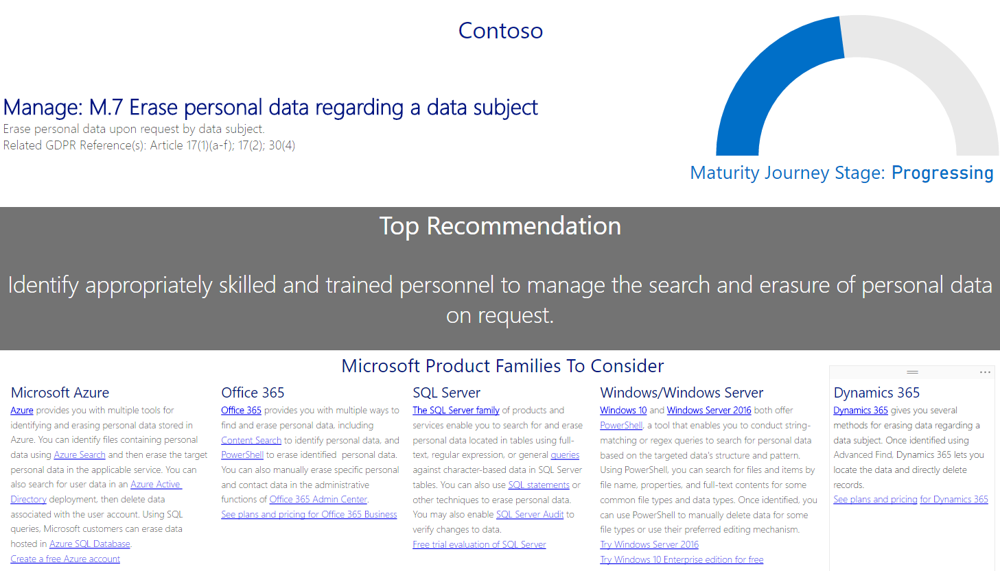 Contoso
Manage: M.7 Erase personal data regarding a data subject
Erase personal data upon request by data subject.
Related GDPR Reference(s): Article 17(1)(a-f); 17(2); 30(4)
Maturity Journey Stage: Progressing
Top Recommendation
Identify appropriately skilled and trained personnel to manage the search and erasure of personal data
on request.
Microsoft Product Families To Consider
Microsoft Azure
Azure provides you with multiple tools for
identifying and erasing personal data stored in
Azure. You can identify files containing personal
data using Azure Search and then erase the target
personal data in the applicable service. You can
also search for user data in an Azure Active
Directory deployment, then delete data
associated with the user account. Using SQL
queries, Microsoft customers can erase data
hosted in Azure SQL Database.
Create a free Azure account
Office 365
Office 365 provides you with multiple ways to
find and erase personal data, including
Content Search to identify personal data, and
PowerShell to erase identified  personal data.
You can also manually erase specific personal
and contact data in the administrative
functions of Office 365 Admin Center.
See plans and pricing for Office 365 Business
SQL Server
The SQL Server family of products and
services enable you to search for and erase
personal data located in tables using full-
text, regular expression, or general queries
against character-based data in SQL Server
tables. You can also use SQL statements or
other techniques to erase personal data.
You may also enable SQL Server Audit to
verify changes to data.
Free trial evaluation of SQL Server
Windows/Windows Server
Windows 10 and Windows Server 2016 both offer
PowerShell, a tool that enables you to conduct string-
matching or regex queries to search for personal data
based on the targeted data's structure and pattern.
Using PowerShell, you can search for files and items by
file name, properties, and full-text contents for some
common file types and data types. Once identified, you
can use PowerShell to manually delete data for some
file types or use their preferred editing mechanism.
Try Windows Server 2016
Try Windows 10 Enterprise edition for free
Dynamics 365
Dynamics 365 gives you several
methods for erasing data regarding a
data subject. Once identified using
Advanced Find, Dynamics 365 lets you
locate the data and directly delete
records.
See plans and pricing for Dynamics 365